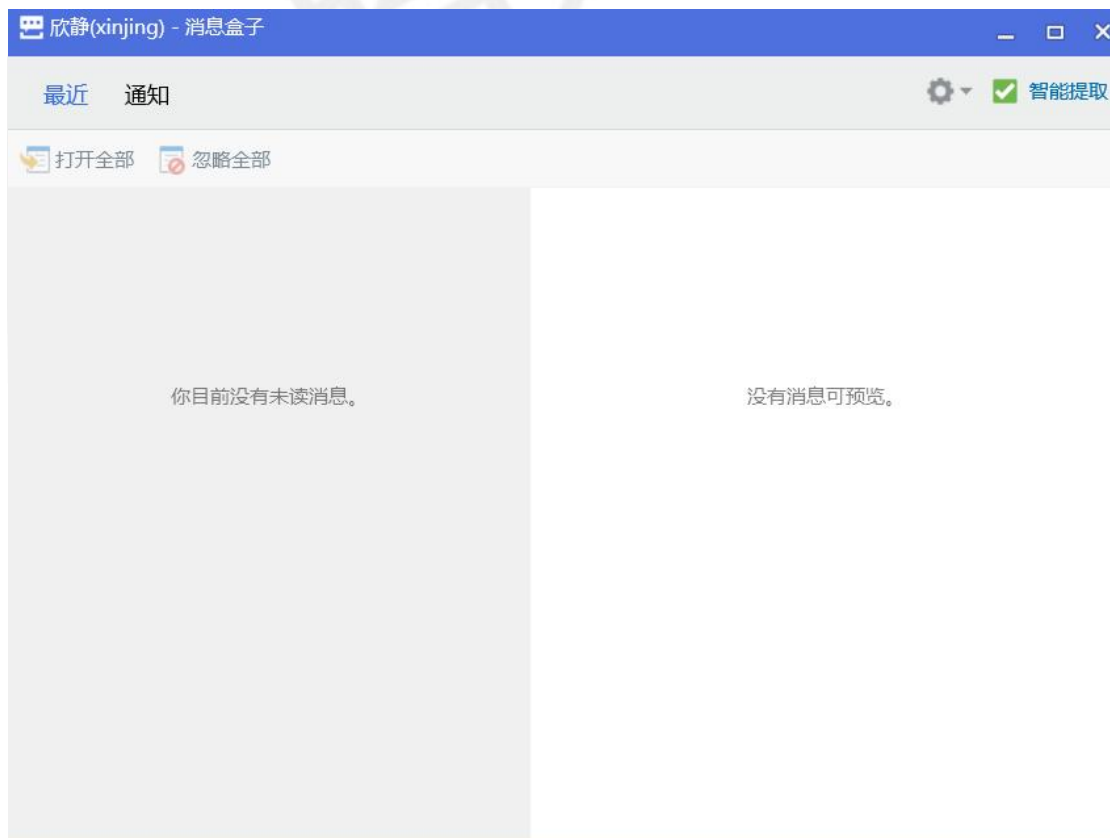 欣静(xinjing) - 消息盒子
最近 通知 智能提取
打开全部 忽略全部
你目前没有未读消息。 没有消息可预览。